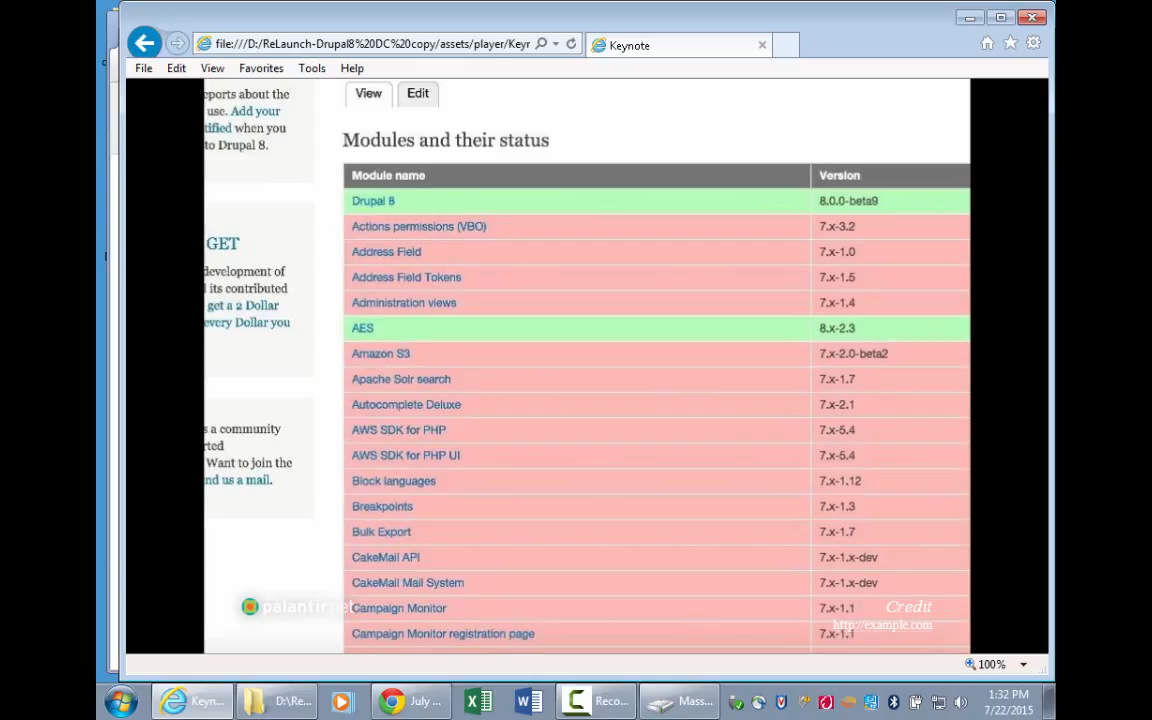 file:///D:/ReLaunch-Drupal8%20DC%20copy/assets/player/Keyr
Keynote
File Edit View Favorites Tools Help
eports about the
use. Add your
tified when you
to Drupal 8.
GET
development of
l its contributed
get a 2 Dollar
every Dollar you
s a community
rted
Want to join the
nd us a mail.
View Edit
Modules and their status
Module name Version
Drupal 8 8.0.0-beta9
Actions permissions (VBO) 7.x-3.2
Address Field 7.x-1.0
Address Field Tokens 7.x-1.5
Administration views 7.x-1.4
AES 8.x-2.3
Amazon S3 7.x-2.0-beta2
Apache Solr search 7.x-1.7
Autocomplete Deluxe 7.x-2.1
AWS SDK for PHP 7.x-5.4
AWS SDK for PHP UI 7.x-5.4
Block languages 7.x-1.12
Breakpoints 7.x-1.3
Bulk Export 7.x-1.7
CakeMail API 7.x-1.x-dev
CakeMail Mail System 7.x-1.x-dev
Campaign Monitor 7.x-1.1
Campaign Monitor registration page 7.x-1.1
palantir.net
Credit
http://example.com
100%
Keyn...
D:\Re...
July ...
Reco...
Mass...
1:32 PM
7/22/2015